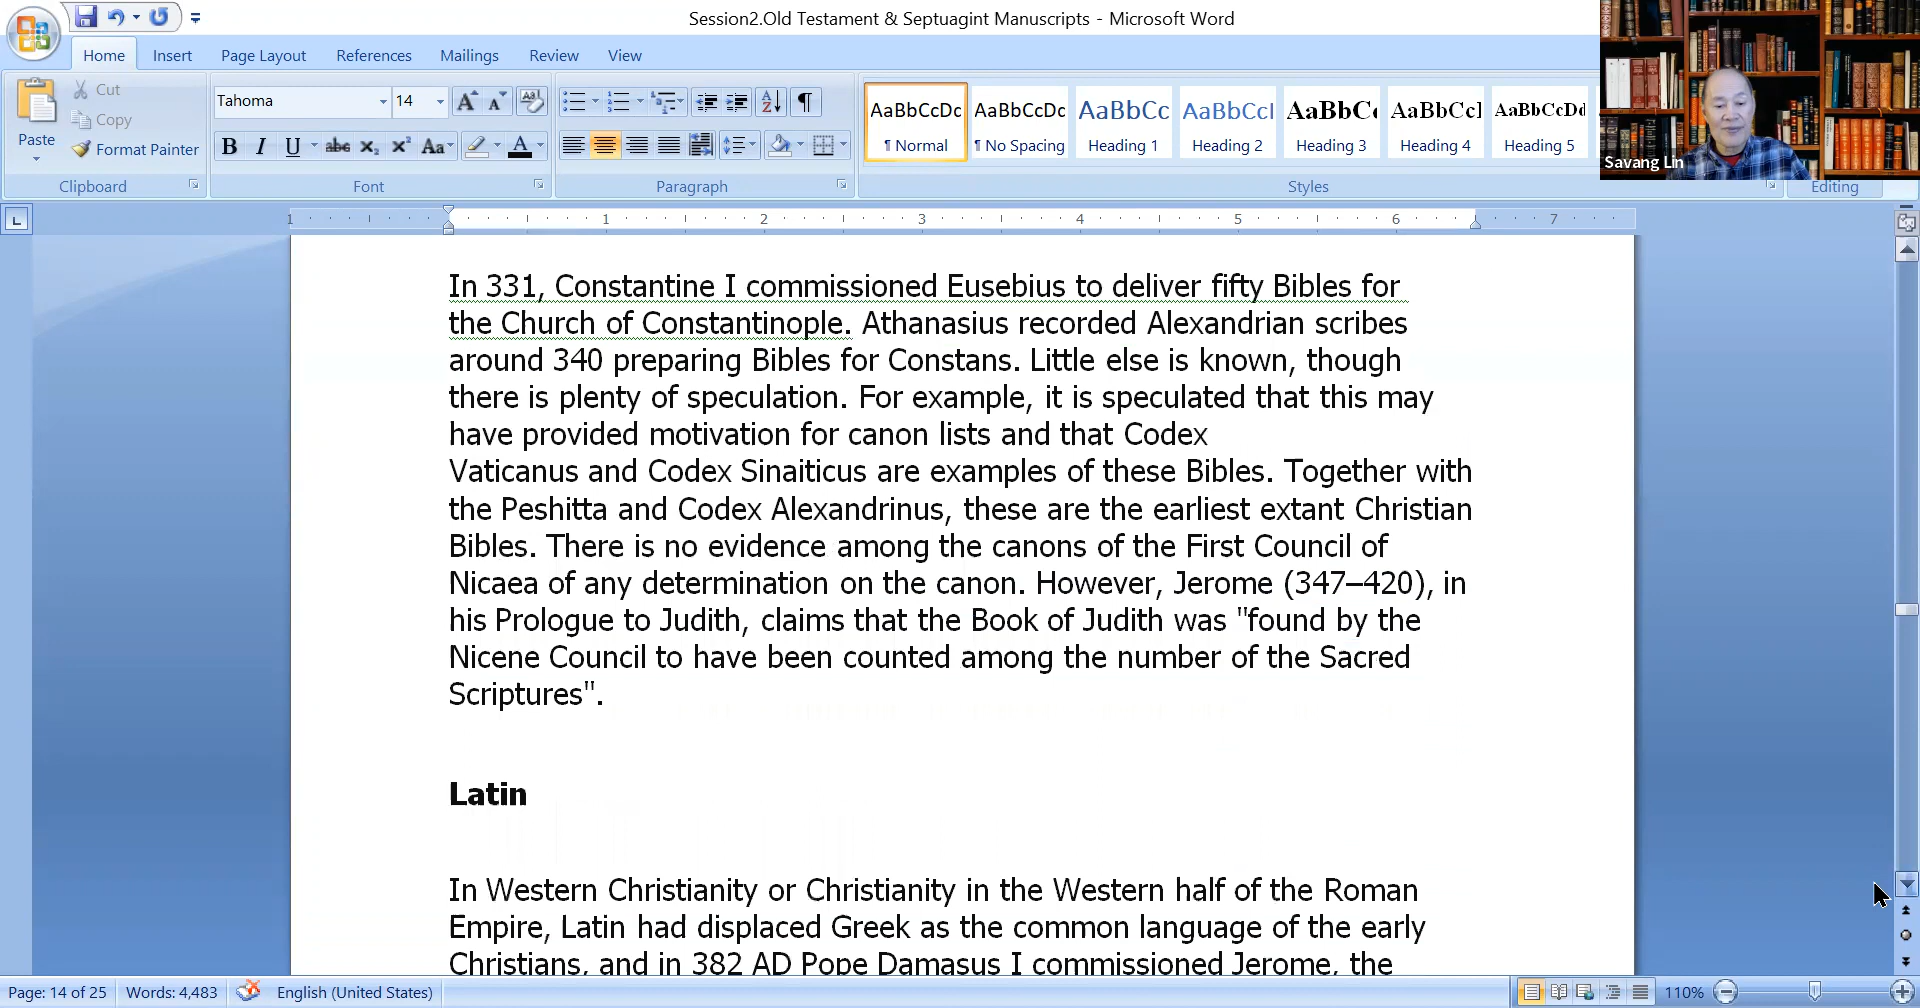 Session2.Old Testament & Septuagint Manuscripts - Microsoft Word
Home Insert Page Layout References Mailings Review View
Paste
Cut
Copy
Format Painter
Clipboard
Tahoma 14
Font
Paragraph
AaBbCcDc AaBbCcDc AaBbCc AaBbCcI AaBbC AaBbCcI AaBbCcDd
¶ Normal ¶ No Spacing Heading 1 Heading 2 Heading 3 Heading 4 Heading 5
Styles
Editing
Savang Lin
1 1 2 3 4 5 6 7
In 331, Constantine I commissioned Eusebius to deliver fifty Bibles for
the Church of Constantinople. Athanasius recorded Alexandrian scribes
around 340 preparing Bibles for Constans. Little else is known, though
there is plenty of speculation. For example, it is speculated that this may
have provided motivation for canon lists and that Codex
Vaticanus and Codex Sinaiticus are examples of these Bibles. Together with
the Peshitta and Codex Alexandrinus, these are the earliest extant Christian
Bibles. There is no evidence among the canons of the First Council of
Nicaea of any determination on the canon. However, Jerome (347–420), in
his Prologue to Judith, claims that the Book of Judith was "found by the
Nicene Council to have been counted among the number of the Sacred
Scriptures".
Latin
In Western Christianity or Christianity in the Western half of the Roman
Empire, Latin had displaced Greek as the common language of the early
Christians, and in 382 AD Pope Damasus I commissioned Jerome, the
Page: 14 of 25 Words: 4,483 English (United States) 110%